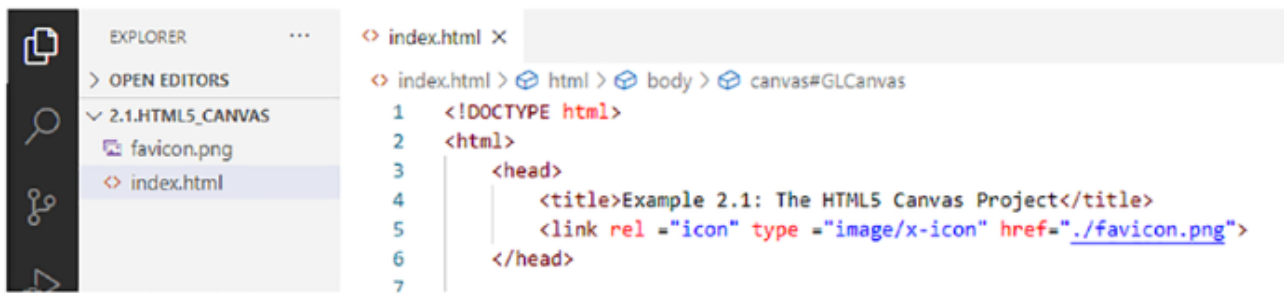 EXPLORER ...
> OPEN EDITORS
2.1.HTML5_CANVAS
favicon.png
<> index.html
<> index.html ×
<> index.html > html > body > canvas#GLCanvas
1 <!DOCTYPE html>
2 <html>
3 <head>
4 <title>Example 2.1: The HTML5 Canvas Project</title>
5 <link rel ="icon" type ="image/x-icon" href="./favicon.png">
6 </head>
7